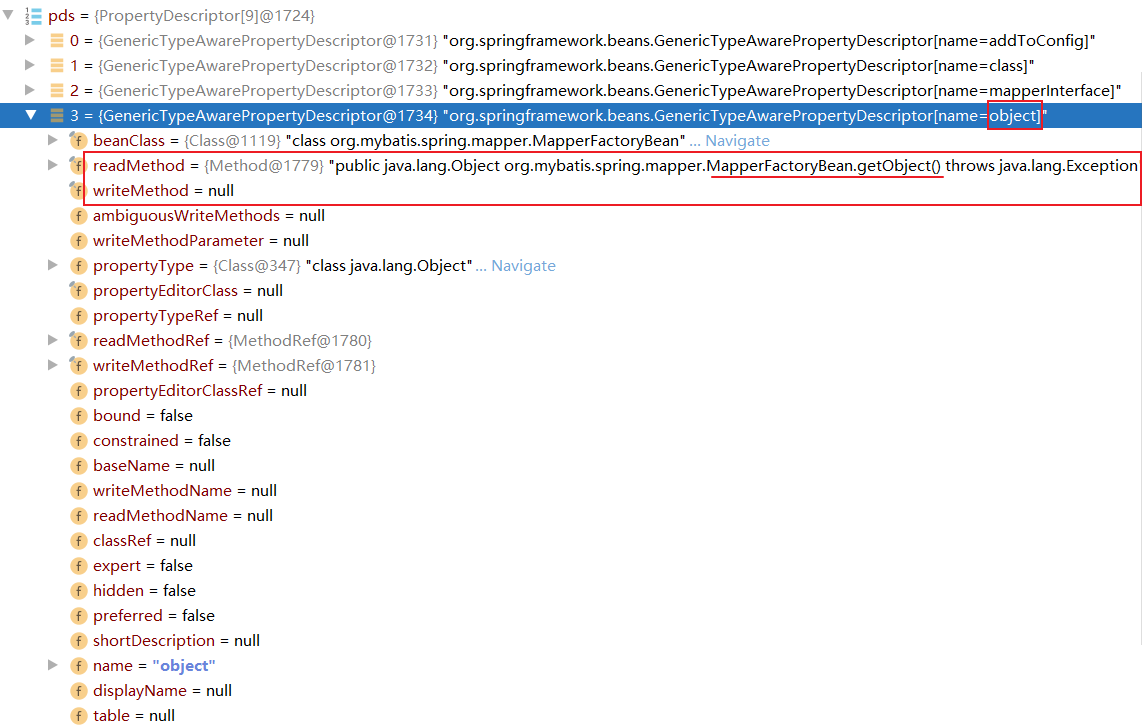 pds = {PropertyDescriptor[9]@1724}
0 = {GenericTypeAwarePropertyDescriptor@1731} "org.springframework.beans.GenericTypeAwarePropertyDescriptor[name=addToConfig]"
1 = {GenericTypeAwarePropertyDescriptor@1732} "org.springframework.beans.GenericTypeAwarePropertyDescriptor[name=class]"
2 = {GenericTypeAwarePropertyDescriptor@1733} "org.springframework.beans.GenericTypeAwarePropertyDescriptor[name=mapperInterface]"
3 = {GenericTypeAwarePropertyDescriptor@1734} "org.springframework.beans.GenericTypeAwarePropertyDescriptor[name=object]"
f beanClass = {Class@1119} "class org.mybatis.spring.mapper.MapperFactoryBean" ... Navigate
f readMethod = {Method@1779} "public java.lang.Object org.mybatis.spring.mapper.MapperFactoryBean.getObject() throws java.lang.Exception
f writeMethod = null
f ambiguousWriteMethods = null
f writeMethodParameter = null
f propertyType = {Class@347} "class java.lang.Object" ... Navigate
f propertyEditorClass = null
f propertyTypeRef = null
f readMethodRef = {MethodRef@1780}
f writeMethodRef = {MethodRef@1781}
f propertyEditorClassRef = null
f bound = false
f constrained = false
f baseName = null
f writeMethodName = null
f readMethodName = null
f classRef = null
f expert = false
f hidden = false
f preferred = false
f shortDescription = null
f name = "object"
f displayName = null
f table = null